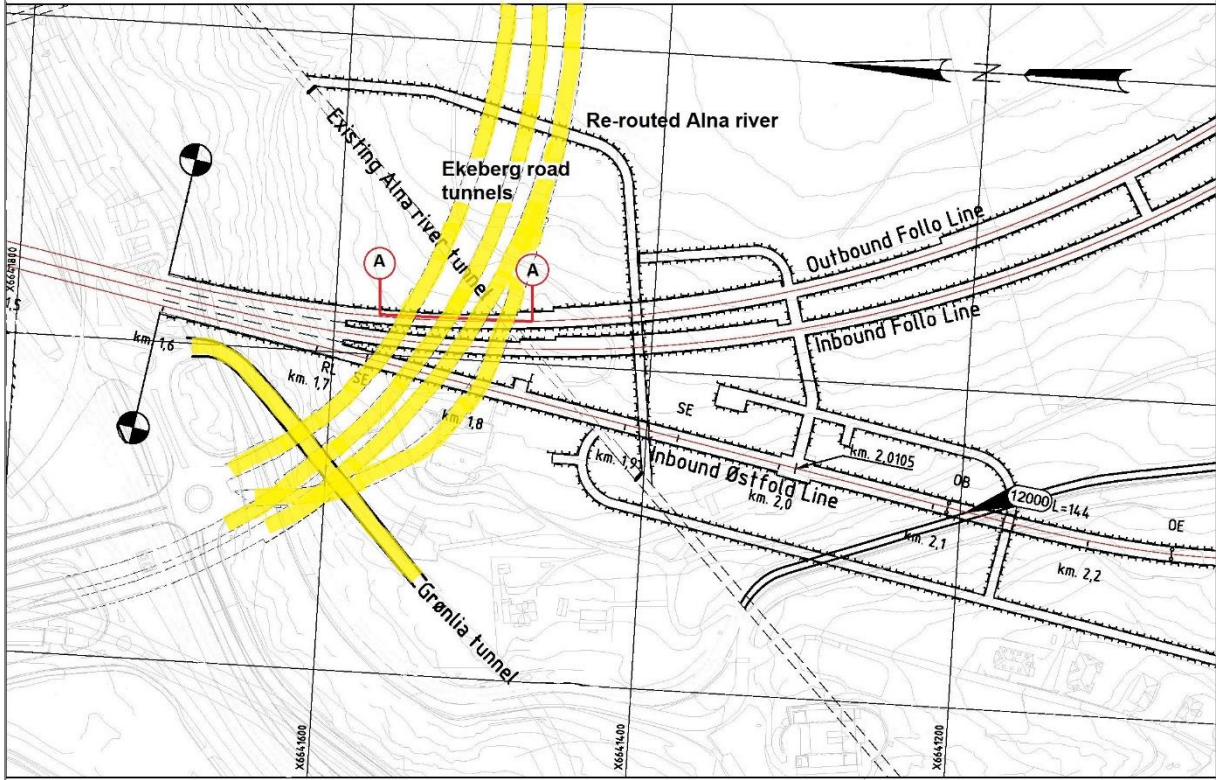 N
Re-routed Alna river
Existing Alna river tunnel
Ekeberg road
tunnels
A
A
Outbound Follo Line
Inbound Follo Line
X6641800
1,5
km. 1,6
RL
km. 1,7
SE
km. 1,8
SE
km. 1,9
Inbound Østfold Line
km. 2,0105
km. 2,0
OB
12000
L=144
km. 2,1
OE
km. 2,2
Grønlia tunnel
X6641600
X6641400
X6641200